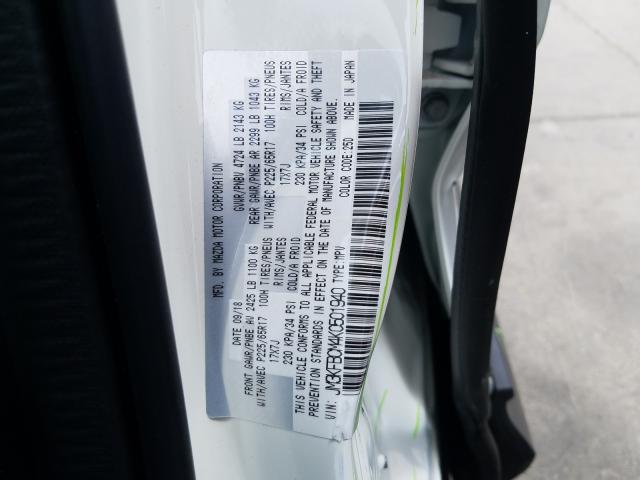 MFD. BY MAZDA MOTOR CORPORATION
DATE 09/18 GVWR/PNBV 4724 LB 2143 KG
FRONT GAWR/PNBE AV 2425 LB 1100 KG REAR GAWR/PNBE AR 2299 LB 1043 KG
WITH/AVEC P225/65R17 100H TIRES/PNEUS WITH/AVEC P225/65R17 100H TIRES/PNEUS
17X7J RIMS/JANTES 17X7J RIMS/JANTES
230 KPA/34 PSI COLD/A FROID 230 KPA/34 PSI COLD/A FROID
THIS VEHICLE CONFORMS TO ALL APPLICABLE FEDERAL MOTOR VEHICLE SAFETY AND THEFT
PREVENTION STANDARDS IN EFFECT ON THE DATE OF MANUFACTURE SHOWN ABOVE.
VIN: JM3KFBCM4K0501940 TYPE:MPV COLOR CODE:25D MADE IN JAPAN